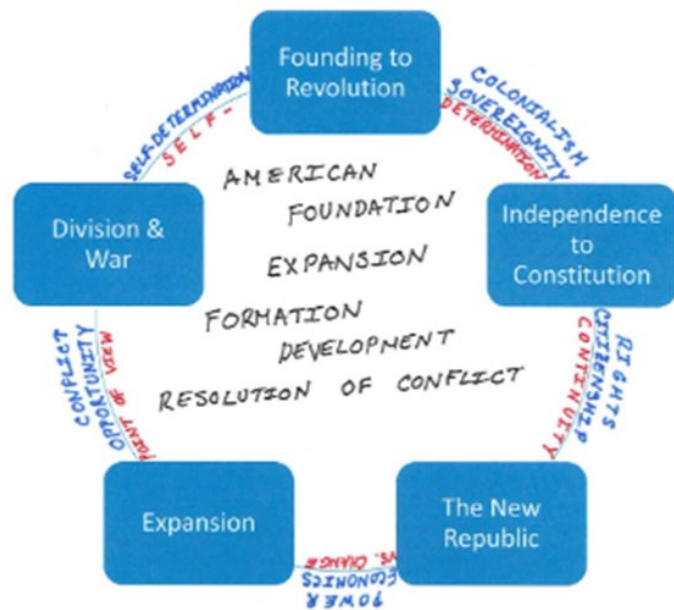 Founding to
Revolution
COLONIALISM
SOVEREIGNITY
DETERMINATION
Independence
to
Constitution
RIGHTS
CITIZENSHIP
CONTINUITY
The New
Republic
VS. CHANGE
ECONOMICS
POWER
Expansion
CONFLICT
OPPORTUNITY
POINT OF VIEW
Division &
War
SELF-DETERMINATION
SELF-
AMERICAN
FOUNDATION
EXPANSION
FORMATION
DEVELOPMENT
RESOLUTION OF CONFLICT